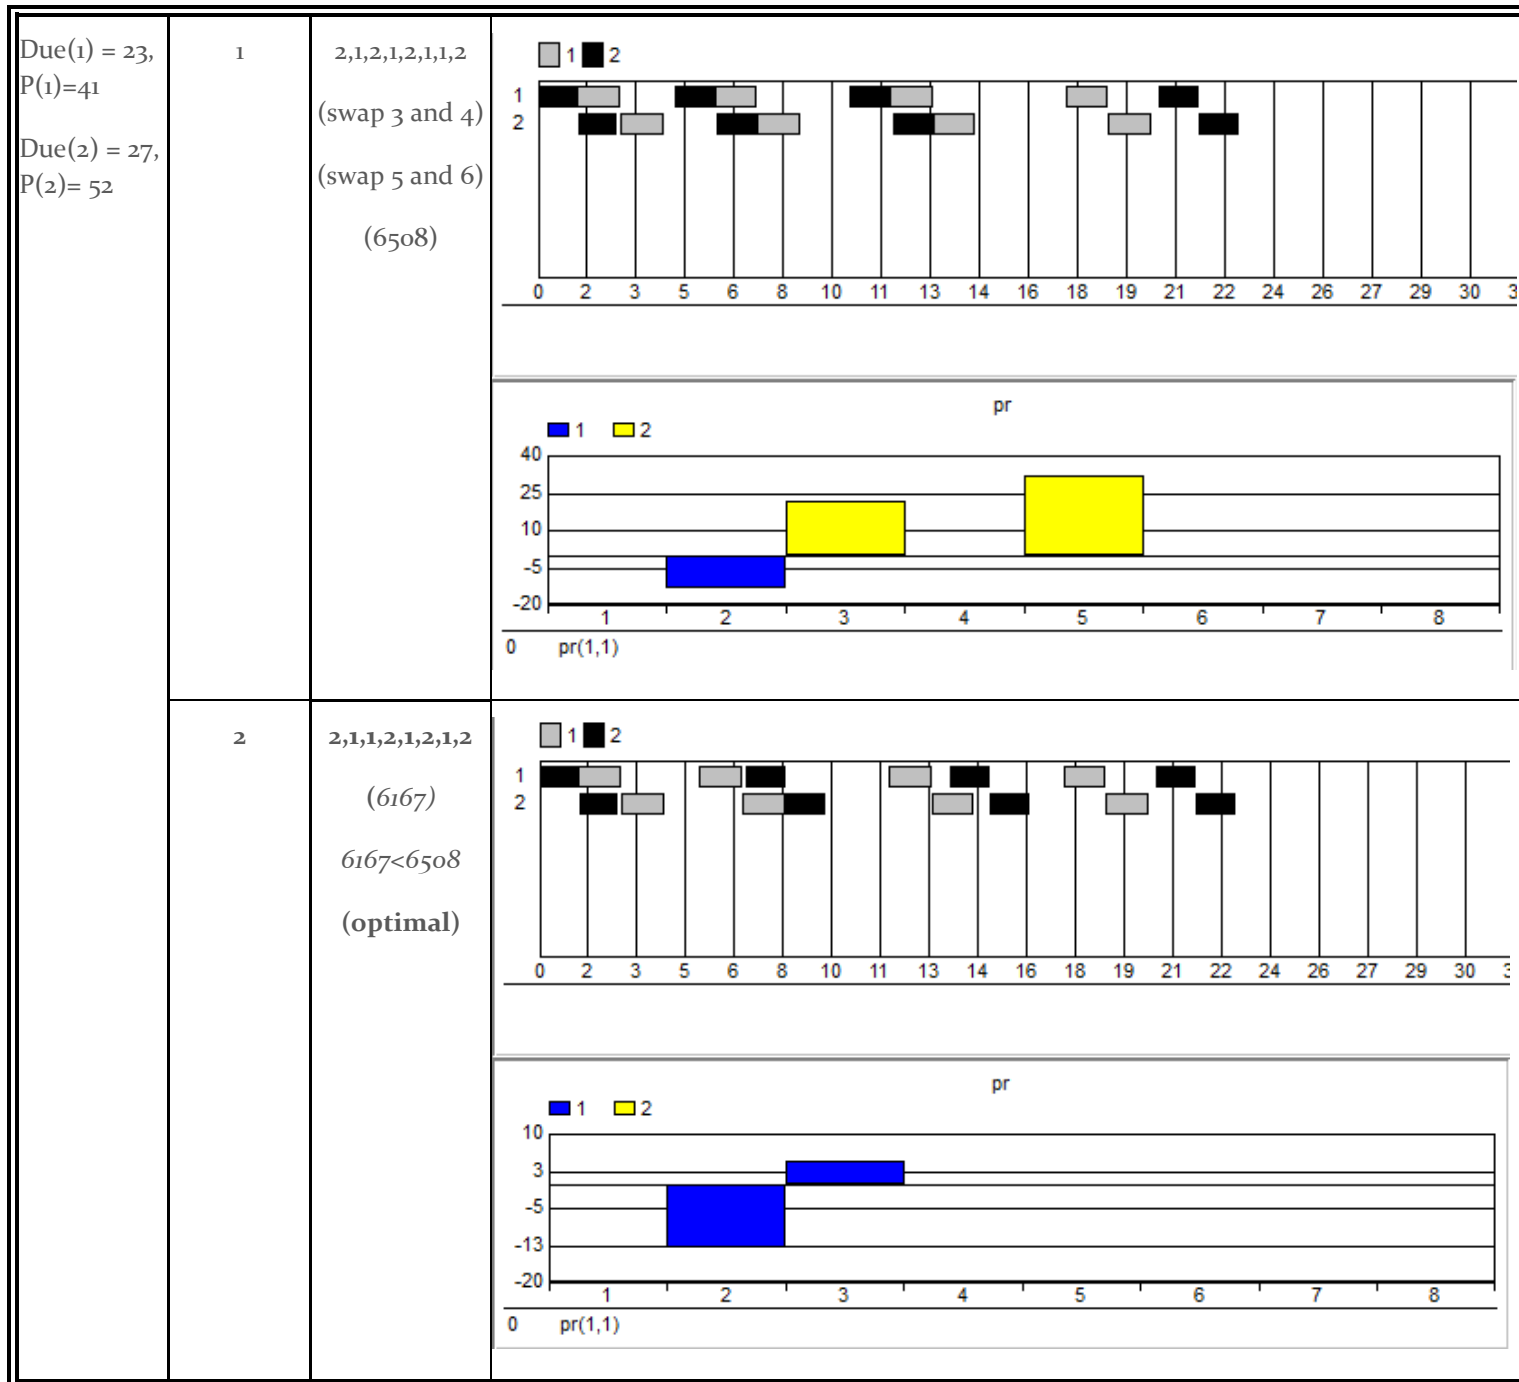 Due(1) = 23,
P(1)=41
Due(2) = 27,
P(2)= 52
1
2,1,2,1,2,1,1,2
(swap 3 and 4)
(swap 5 and 6)
(6508)
1 2
1
2
0 2 3 5 6 8 10 11 13 14 16 18 19 21 22 24 26 27 29 30 3
pr
1 2
40
25
10
-5
-20
1 2 3 4 5 6 7 8
0 pr(1,1)
2
2,1,1,2,1,2,1,2
(6167)
6167<6508
(optimal)
1 2
1
2
0 2 3 5 6 8 10 11 13 14 16 18 19 21 22 24 26 27 29 30 3
pr
1 2
10
3
-5
-13
-20
1 2 3 4 5 6 7 8
0 pr(1,1)